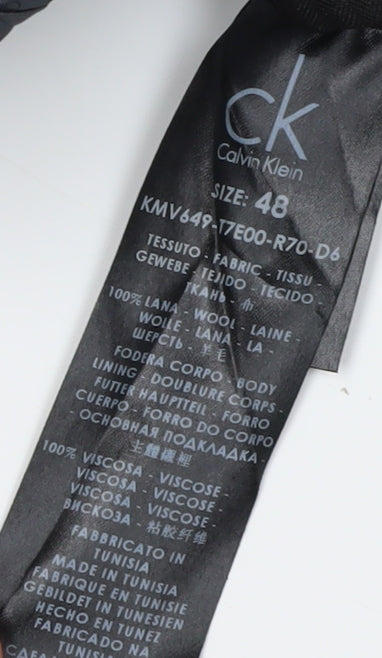 ck
Calvin Klein
SIZE: 48
KMV649-T7E00-R70-D6
TESSUTO - FABRIC - TISSU -
GEWEBE - TEJIDO - TECIDO -
ТКАНЬ - 布
100% LANA - WOOL - LAINE -
WOLLE - LANA - LA -
ШЕРСТЬ - 羊毛
FODERA CORPO - BODY
LINING - DOUBLURE CORPS -
FUTTER HAUPTTEIL - FORRO
CUERPO - FORRO DO CORPO
- ОСНОВНАЯ ПОДКЛАДКА -
主體襯裡
100% VISCOSA - VISCOSE -
VISCOSA - VISCOSE -
VISCOSA - VISCOSE -
ВИСКОЗА - 粘胶纤维
FABBRICATO IN
TUNISIA
MADE IN TUNISIA
FABRIQUE EN TUNISIE
GEBILDET IN TUNESIEN
HECHO EN TUNEZ
FABRICADO NA
TUNISIA